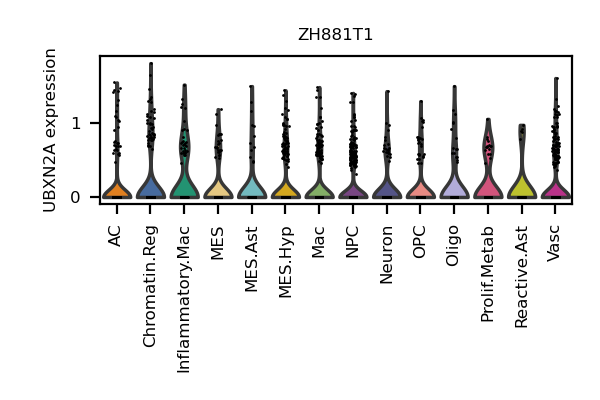 ZH881T1
UBXN2A expression
1
0
AC
Chromatin.Reg
Inflammatory.Mac
MES
MES.Ast
MES.Hyp
Mac
NPC
Neuron
OPC
Oligo
Prolif.Metab
Reactive.Ast
Vasc